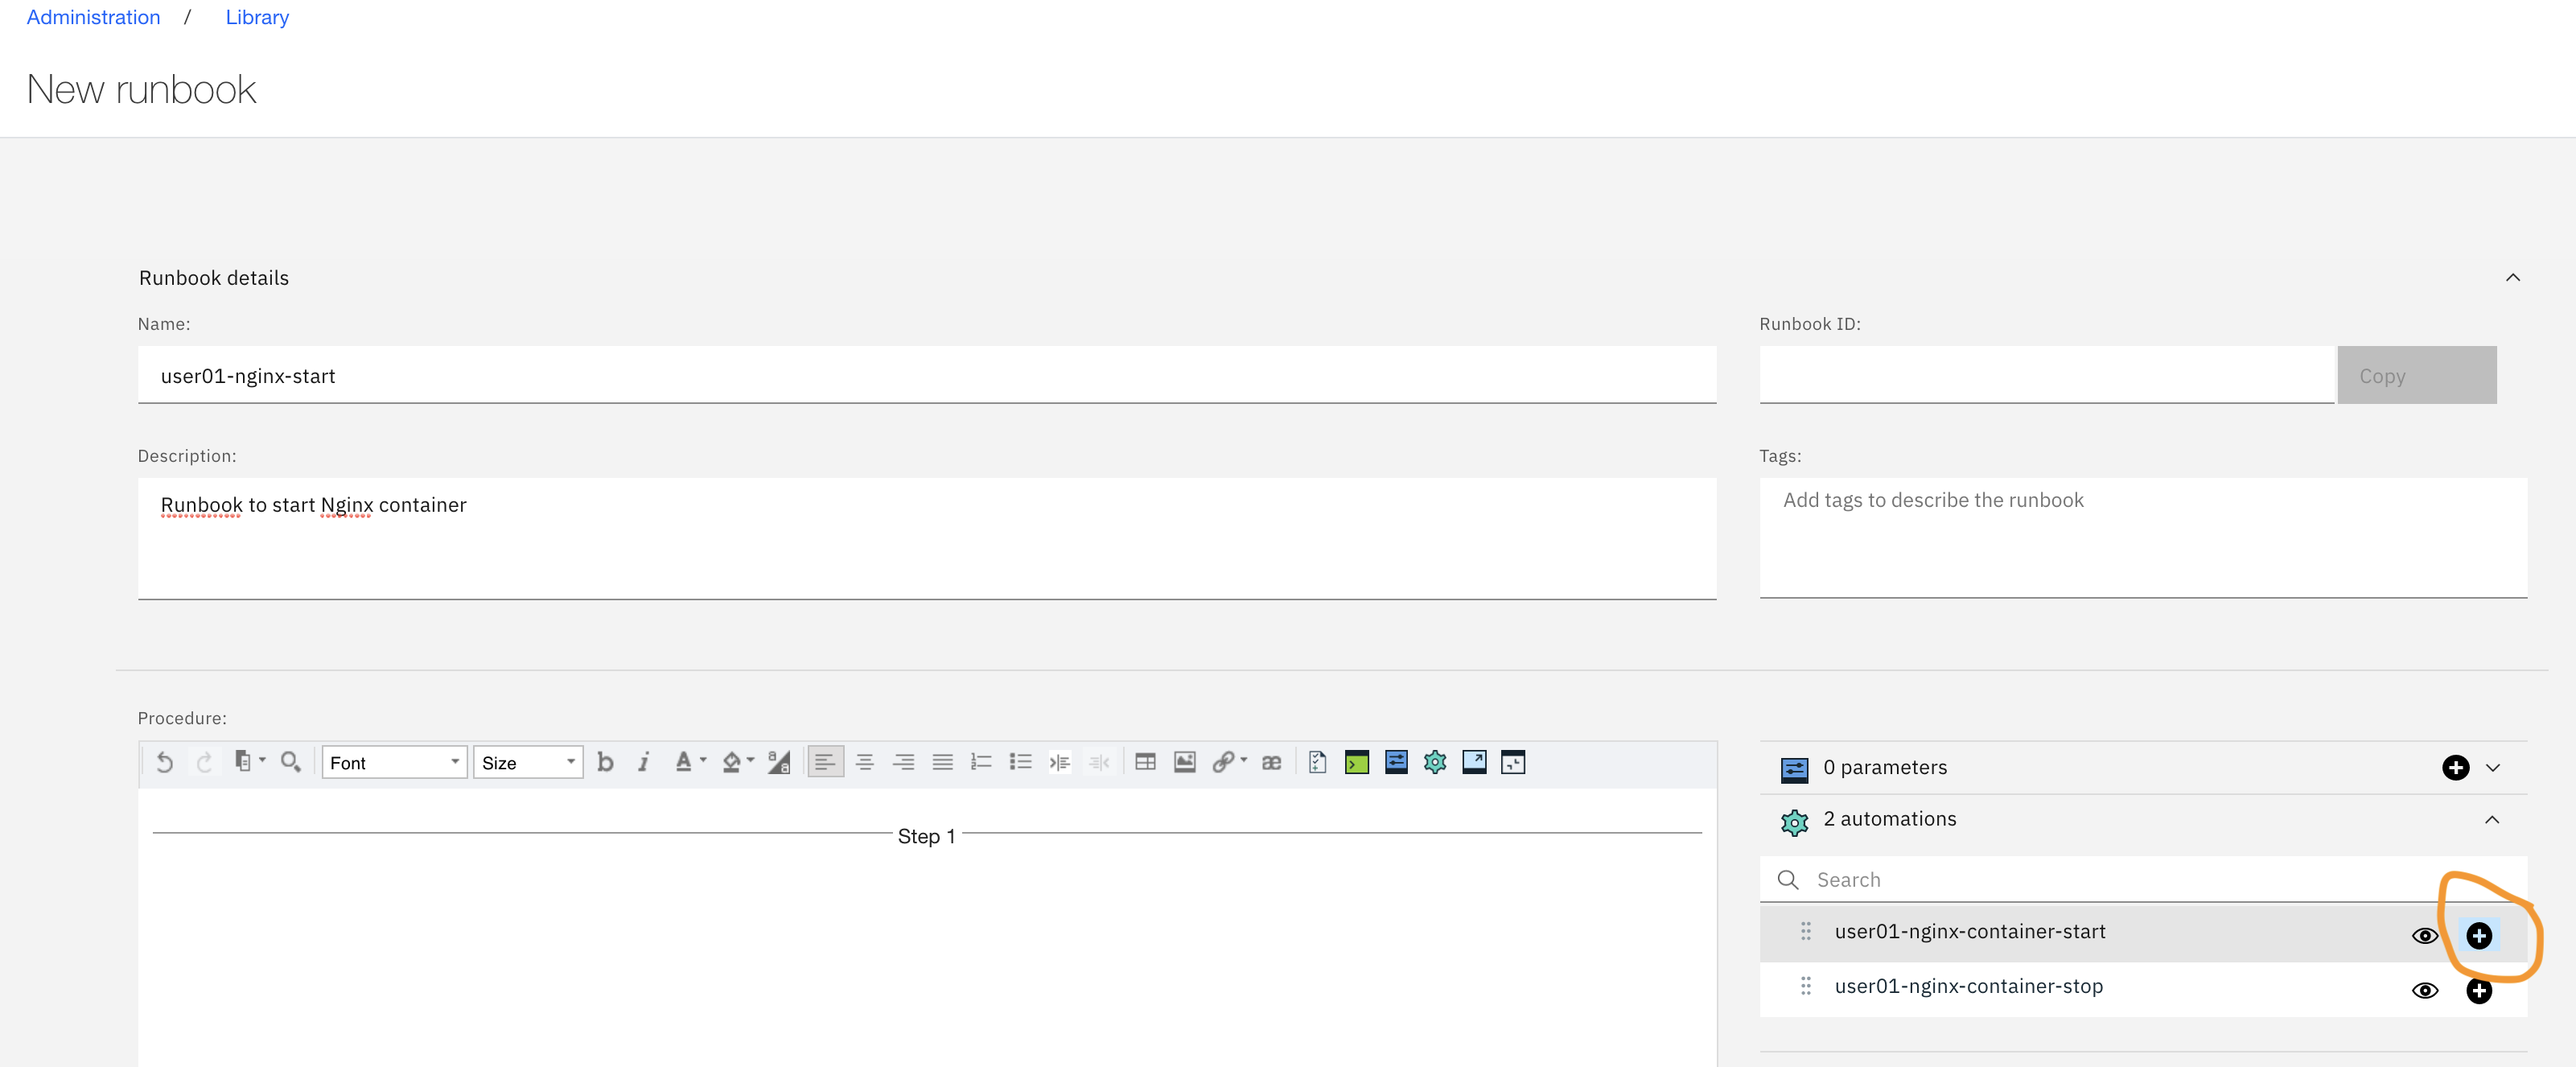 Administration / Library
New runbook
Runbook details
Name:
user01-nginx-start
Runbook ID:
Copy
Description:
Runbook to start Nginx container
Tags:
Add tags to describe the runbook
Procedure:
Font Size b i A a a æ
Step 1
0 parameters
2 automations
Search
user01-nginx-container-start
user01-nginx-container-stop